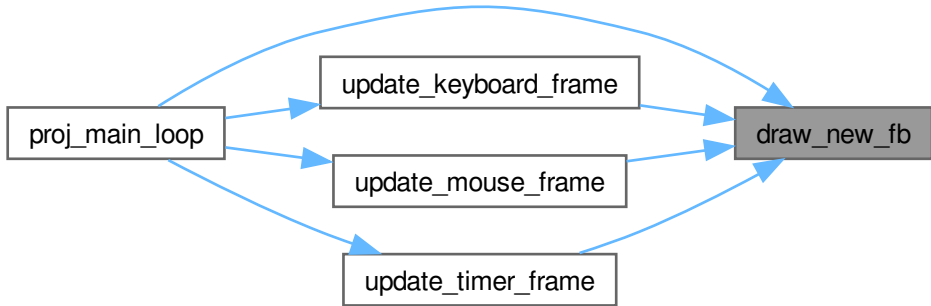 update_keyboard_frame
proj_main_loop
draw_new_fb
update_mouse_frame
update_timer_frame